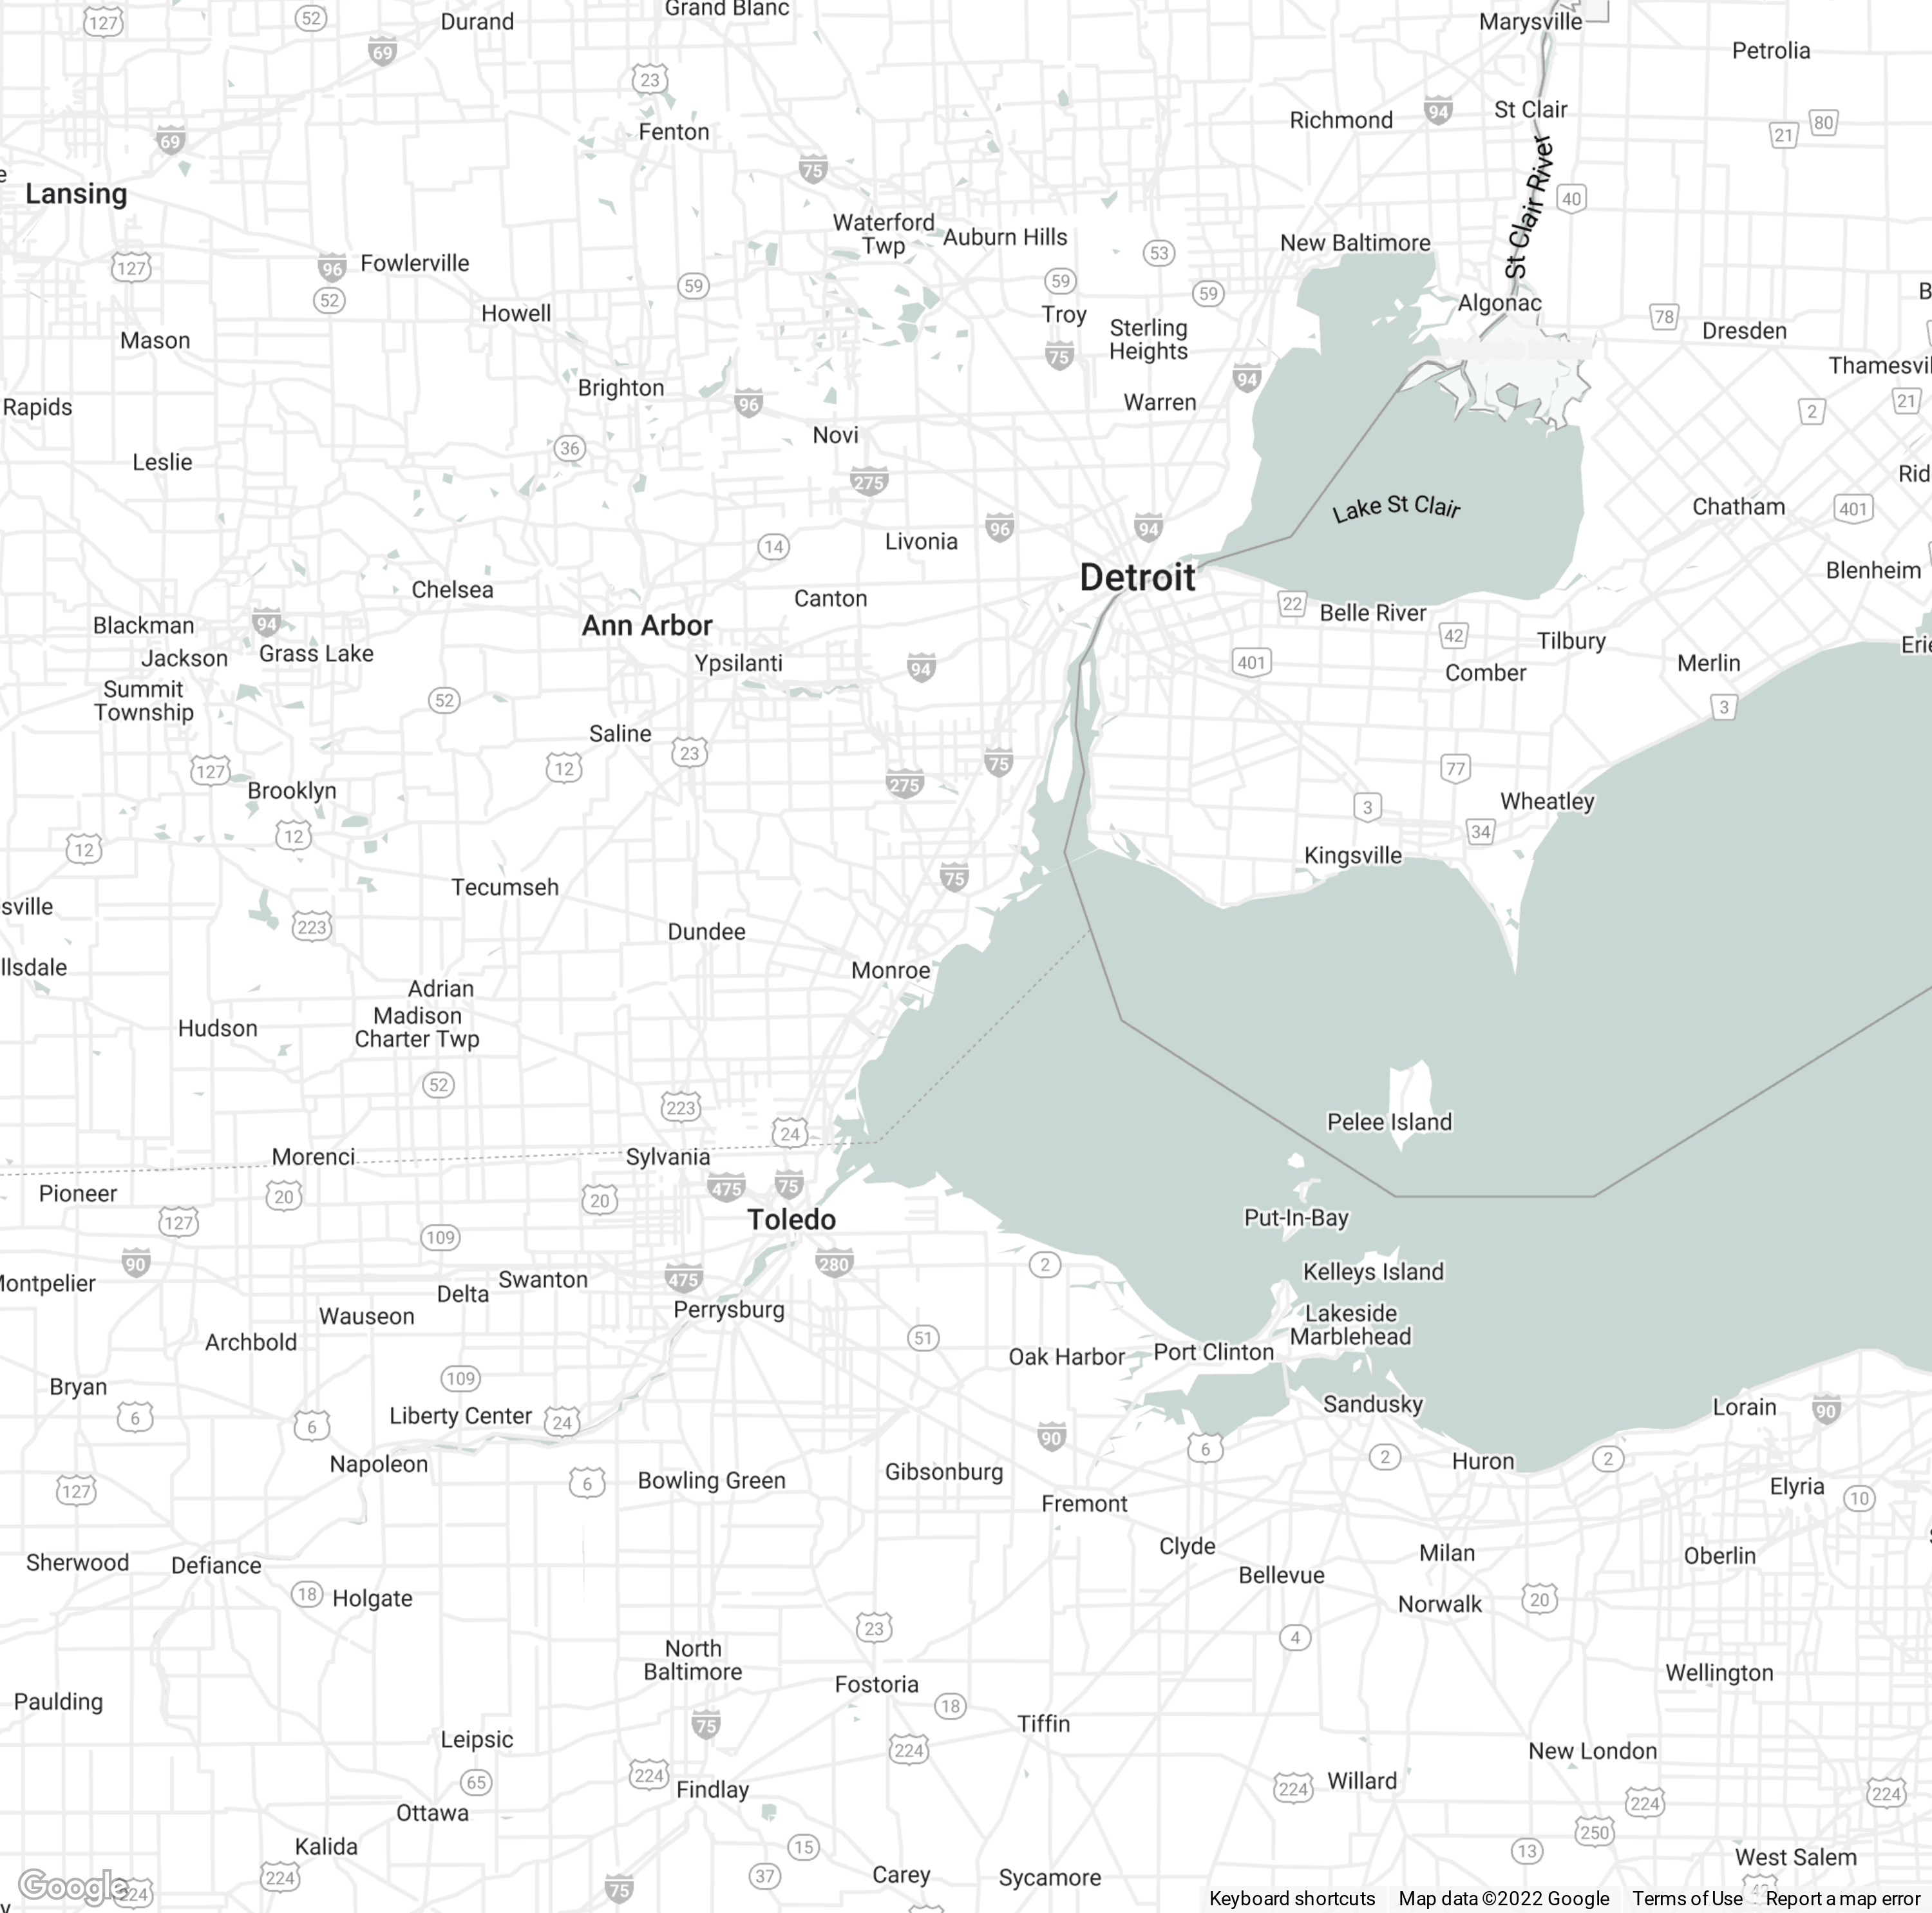 Grand Blanc
127
52
Durand
Marysville
Petrolia
69
23
Fenton
Richmond
94
St Clair
21
80
69
75
Lansing
St Clair River
40
Waterford
Twp
Auburn Hills
New Baltimore
53
127
96
Fowlerville
52
59
59
59
Algonac
Howell
Troy
78
Dresden
Mason
Sterling
Heights
75
94
Thamesvil
Rapids
Brighton
96
Warren
2
21
Novi
36
Leslie
275
Rid
Lake St Clair
Chatham
401
96
94
14
Livonia
Detroit
Chelsea
Canton
Blenheim
22
Belle River
Blackman
94
Ann Arbor
42
Tilbury
Erie
Jackson
Grass Lake
Ypsilanti
94
401
Comber
Merlin
Summit
Township
52
3
Saline
23
127
12
75
77
275
Brooklyn
Wheatley
3
12
12
34
Kingsville
Tecumseh
75
sville
223
Dundee
llsdale
Monroe
Adrian
Madison
Charter Twp
Hudson
52
223
Pelee Island
24
Morenci
Sylvania
Pioneer
20
20
475
75
127
Toledo
Put-In-Bay
109
90
475
280
2
Kelleys Island
Montpelier
Swanton
Delta
Perrysburg
Wauseon
Lakeside
Marblehead
Archbold
51
Oak Harbor
Port Clinton
Bryan
109
6
6
Liberty Center
24
Sandusky
Lorain
90
90
6
2
2
Napoleon
Huron
127
6
Bowling Green
Gibsonburg
Elyria
10
Fremont
Clyde
Milan
Oberlin
Sherwood
Defiance
Bellevue
18
Holgate
Norwalk
20
23
4
North
Baltimore
Wellington
Fostoria
Paulding
18
75
Tiffin
Leipsic
224
New London
65
224
Findlay
224
Willard
224
224
Ottawa
250
Kalida
15
13
West Salem
224
37
Carey
Sycamore
75
Google
224
42
Keyboard shortcuts
Map data ©2022 Google
Terms of Use
Report a map error